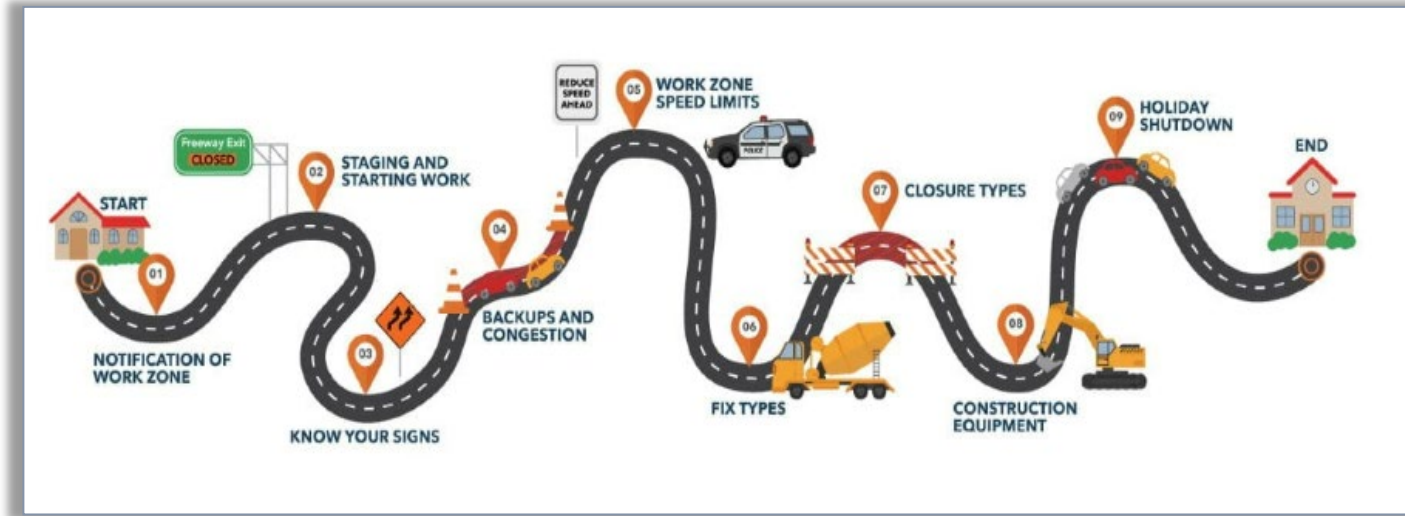 START
01
NOTIFICATION OF
WORK ZONE
Freeway Exit
CLOSED
02
STAGING AND
STARTING WORK
03
KNOW YOUR SIGNS
04
BACKUPS AND
CONGESTION
REDUCE
SPEED
AHEAD
05
WORK ZONE
SPEED LIMITS
POLICE
06
FIX TYPES
07
CLOSURE TYPES
08
CONSTRUCTION
EQUIPMENT
09
HOLIDAY
SHUTDOWN
END